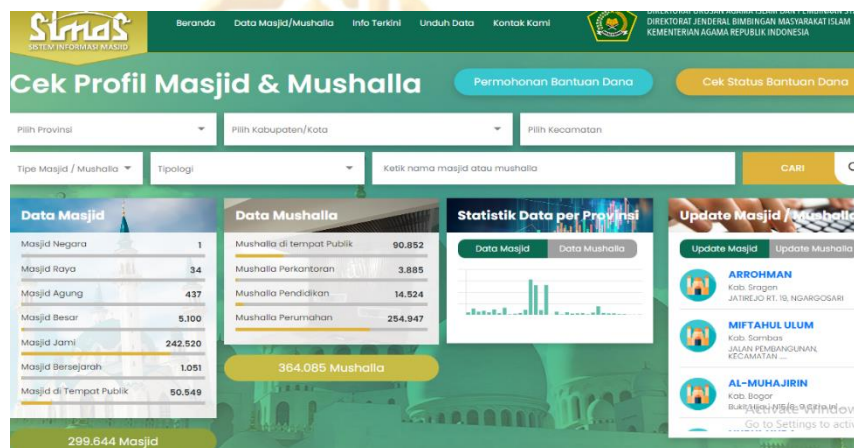 Simas
SISTEM INFORMASI MASJID
Beranda Data Masjid/Mushalla Info Terkini Unduh Data Kontak Kami
DIREKTORAT JENDERAL BIMBINGAN MASYARAKAT ISLAM
KEMENTERIAN AGAMA REPUBLIK INDONESIA
Cek Profil Masjid & Mushalla
Permohonan Bantuan Dana
Cek Status Bantuan Dana
Pilih Provinsi
Pilih Kabupaten/Kota
Pilih Kecamatan
Tipe Masjid / Mushalla
Tipologi
Ketik nama masjid atau mushalla
CARI
Data Masjid
Masjid Negara 1
Masjid Raya 34
Masjid Agung 437
Masjid Besar 5.100
Masjid Jami 242.520
Masjid Bersejarah 1.051
Masjid di Tempat Publik 50.549
299.644 Masjid
Data Mushalla
Mushalla di tempat Publik 90.852
Mushalla Perkantoran 3.885
Mushalla Pendidikan 14.524
Mushalla Perumahan 254.947
364.085 Mushalla
Statistik Data per Provinsi
Data Masjid Data Mushalla
Update Masjid / Mushalla
Update Masjid Update Mushalla
ARROHMAN
Kab. Sragen
JATIREJO RT. 19, NGARGOSARI
MIFTAHUL ULUM
Kab. Sambas
JALAN PEMBANGUNAN,
KECAMATAN ....
AL-MUHAJIRIN
Kab. Bogor
Activate Windows
Go to Settings to activ